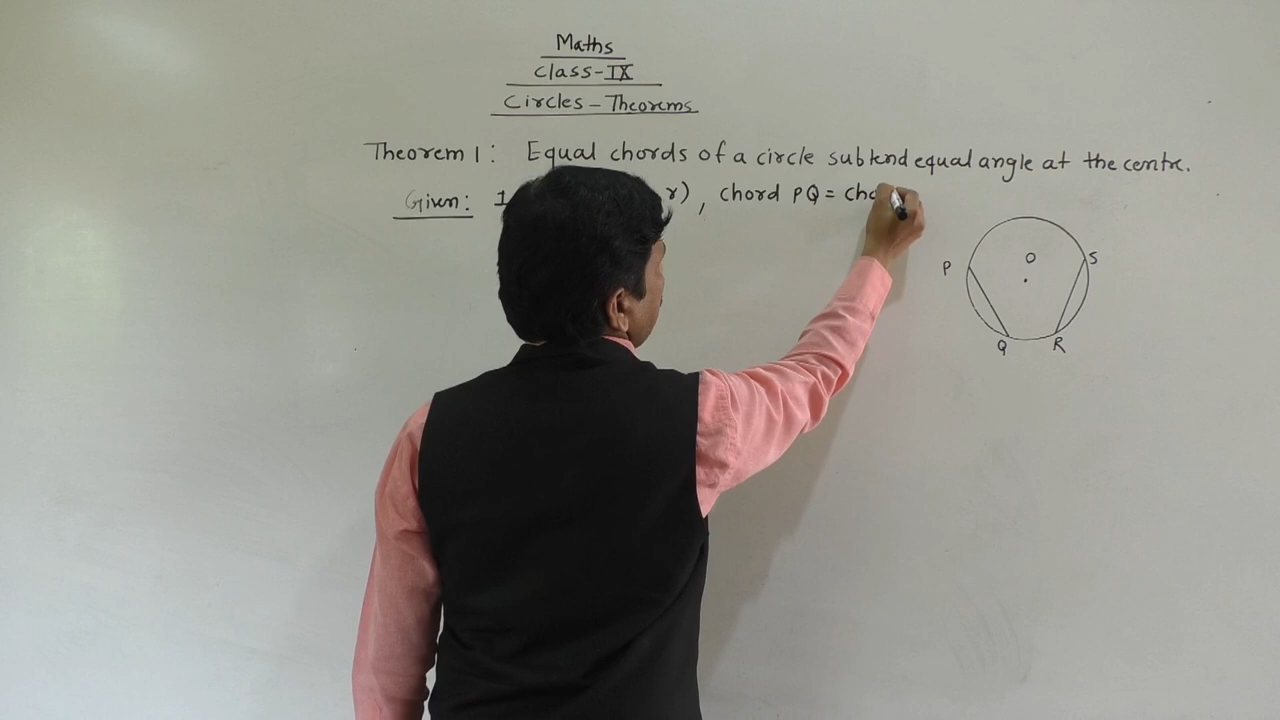 Maths
Class-IX
Circles - Theorems
Theorem 1: Equal chords of a circle subtend equal angle at the centre.
Given: 1 r), chord PQ = cho
P
O
S
Q
R